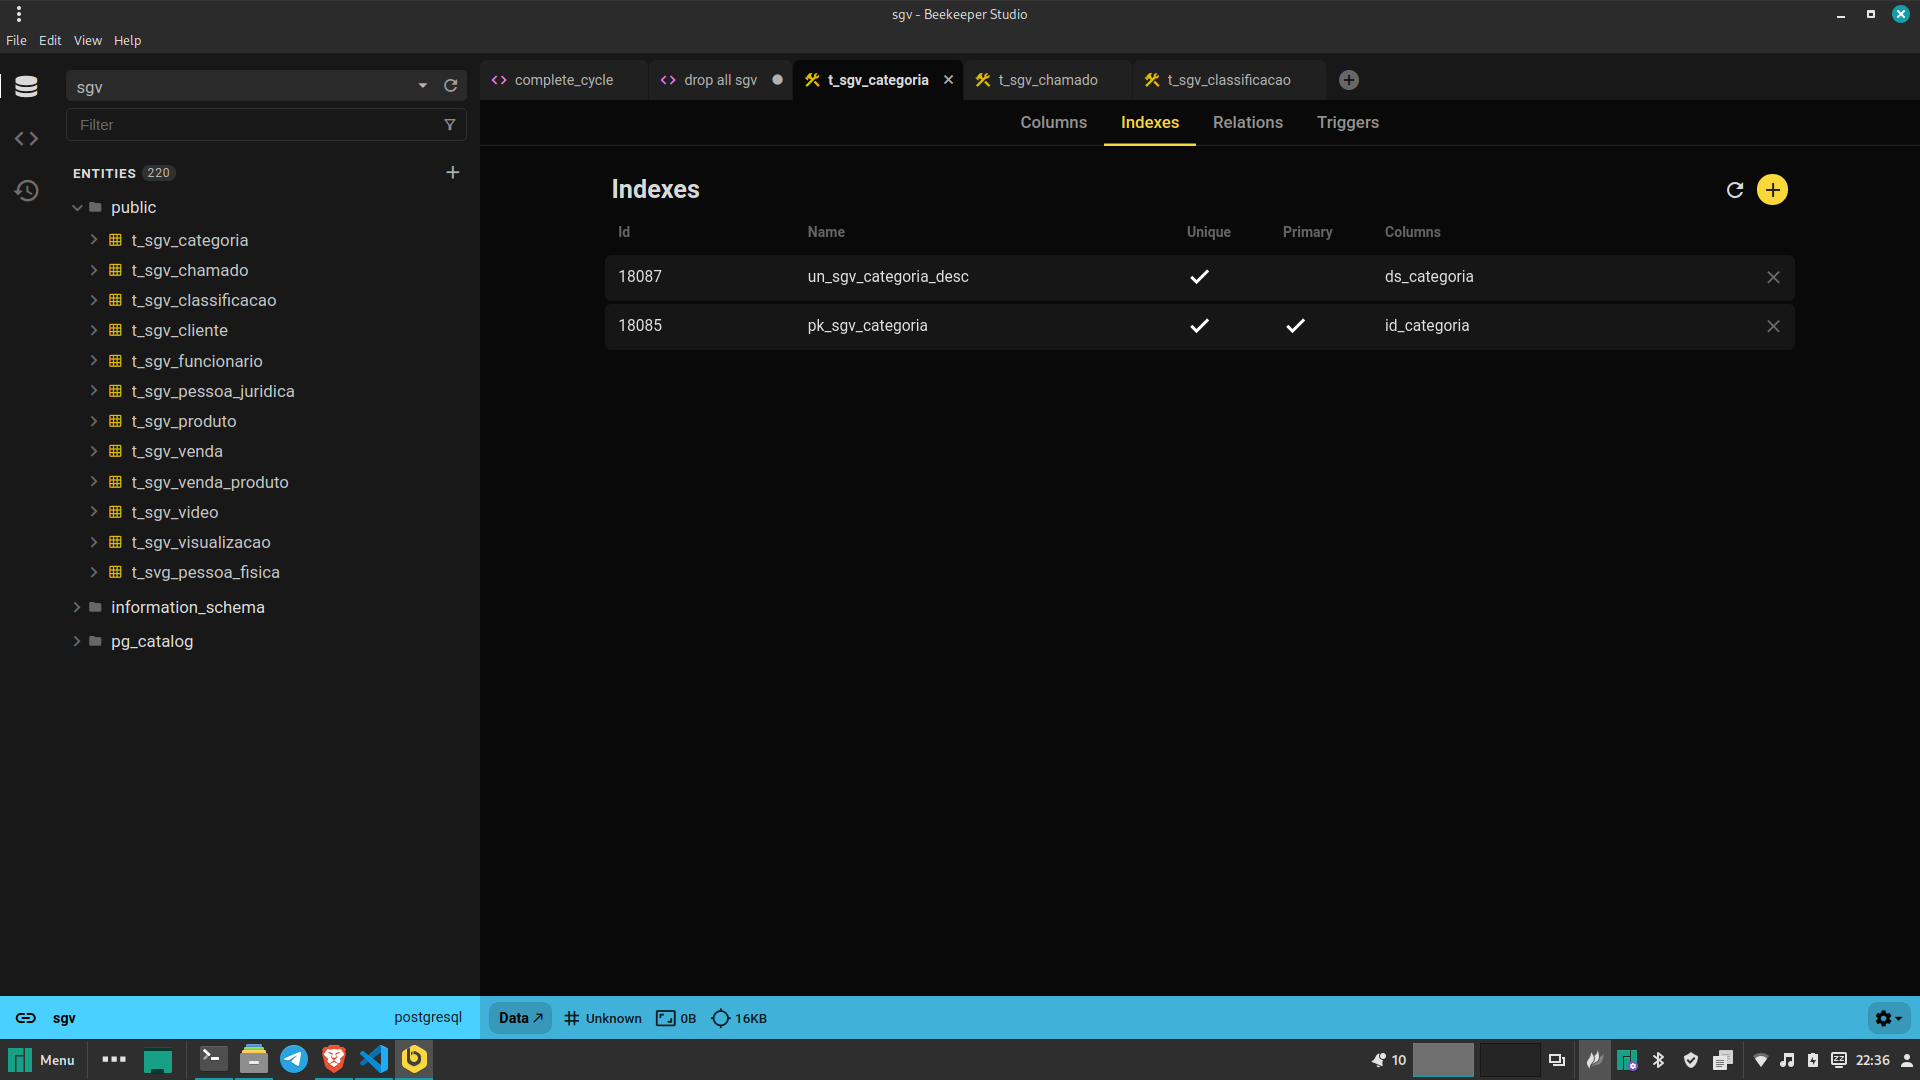 sgv - Beekeeper Studio
File Edit View Help
sgv
complete_cycle
drop all sgv
t_sgv_categoria
t_sgv_chamado
t_sgv_classificacao
Filter
Columns Indexes Relations Triggers
ENTITIES 220
public
t_sgv_categoria
t_sgv_chamado
t_sgv_classificacao
t_sgv_cliente
t_sgv_funcionario
t_sgv_pessoa_juridica
t_sgv_produto
t_sgv_venda
t_sgv_venda_produto
t_sgv_video
t_sgv_visualizacao
t_svg_pessoa_fisica
information_schema
pg_catalog
Indexes
Id Name Unique Primary Columns
18087 un_sgv_categoria_desc ds_categoria
18085 pk_sgv_categoria id_categoria
sgv postgresql
Data Unknown 0B 16KB
Menu 10 22:36